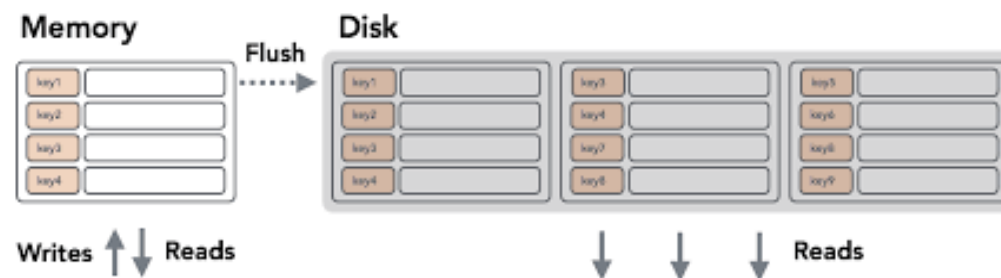 Memory
Disk
Flush
key1
key2
key3
key4
key1
key2
key3
key4
key3
key4
key7
key8
key5
key6
key8
key9
Writes
Reads
Reads